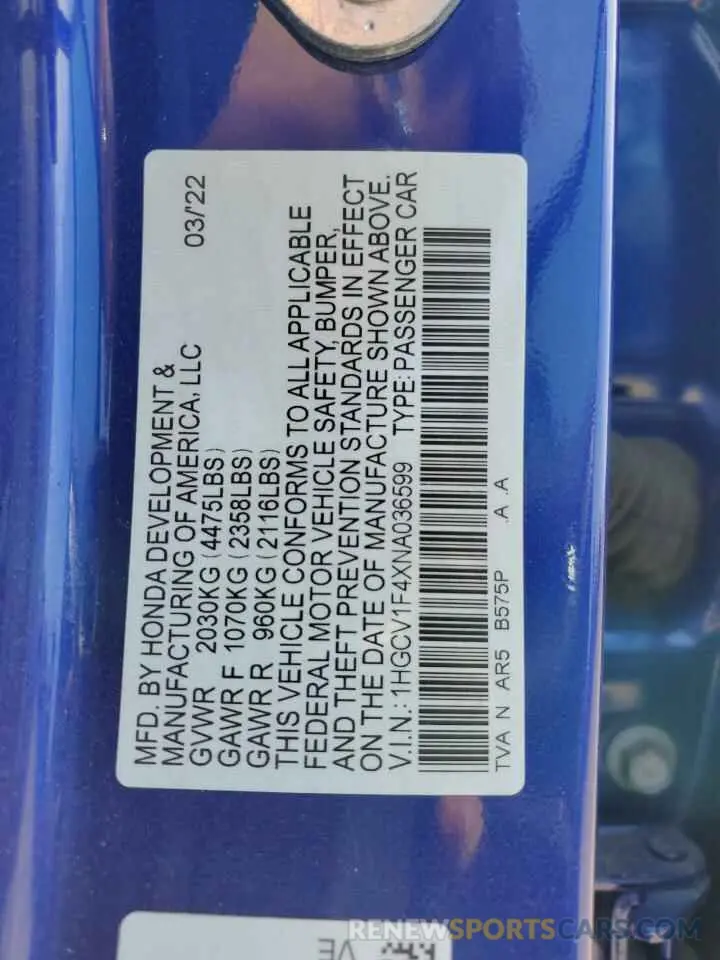 MFD. BY HONDA DEVELOPMENT & 03/'22
MANUFACTURING OF AMERICA, LLC
GVWR 2030KG (4475LBS)
GAWR F 1070KG (2358LBS)
GAWR R 960KG (2116LBS)
THIS VEHICLE CONFORMS TO ALL APPLICABLE
FEDERAL MOTOR VEHICLE SAFETY, BUMPER,
AND THEFT PREVENTION STANDARDS IN EFFECT
ON THE DATE OF MANUFACTURE SHOWN ABOVE.
V.I.N.: 1HGCV1F4XNA036599 TYPE: PASSENGER CAR
TVA N AR5 B575P .A .A
VE
RENEWSPORTSCARS.COM